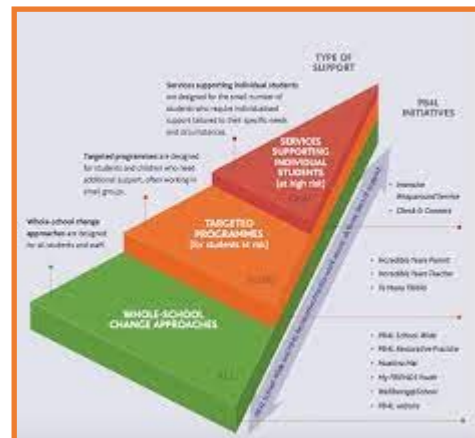 TYPE OF
SUPPORT
PB4L
INITIATIVES
Services supporting individual students
are designed for the small number of
students who require individualised
support tailored to their specific needs
and circumstances.
SERVICES
SUPPORTING
INDIVIDUAL
STUDENTS
(at high risk)
Targeted programmes are designed
for students and children who need
additional support, often working in
small groups.
TARGETED
PROGRAMMES
(for students at risk)
Whole-school change
approaches are designed
for all students and staff.
WHOLE-SCHOOL
CHANGE APPROACHES
ALL
Intensive
Wraparound Service
Check & Connect
Incredible Years Parent
Incredible Years Teacher
PB4L School-Wide
PB4L Restorative Practice
My FRIENDS Youth
Wellbeing@School
PB4L website